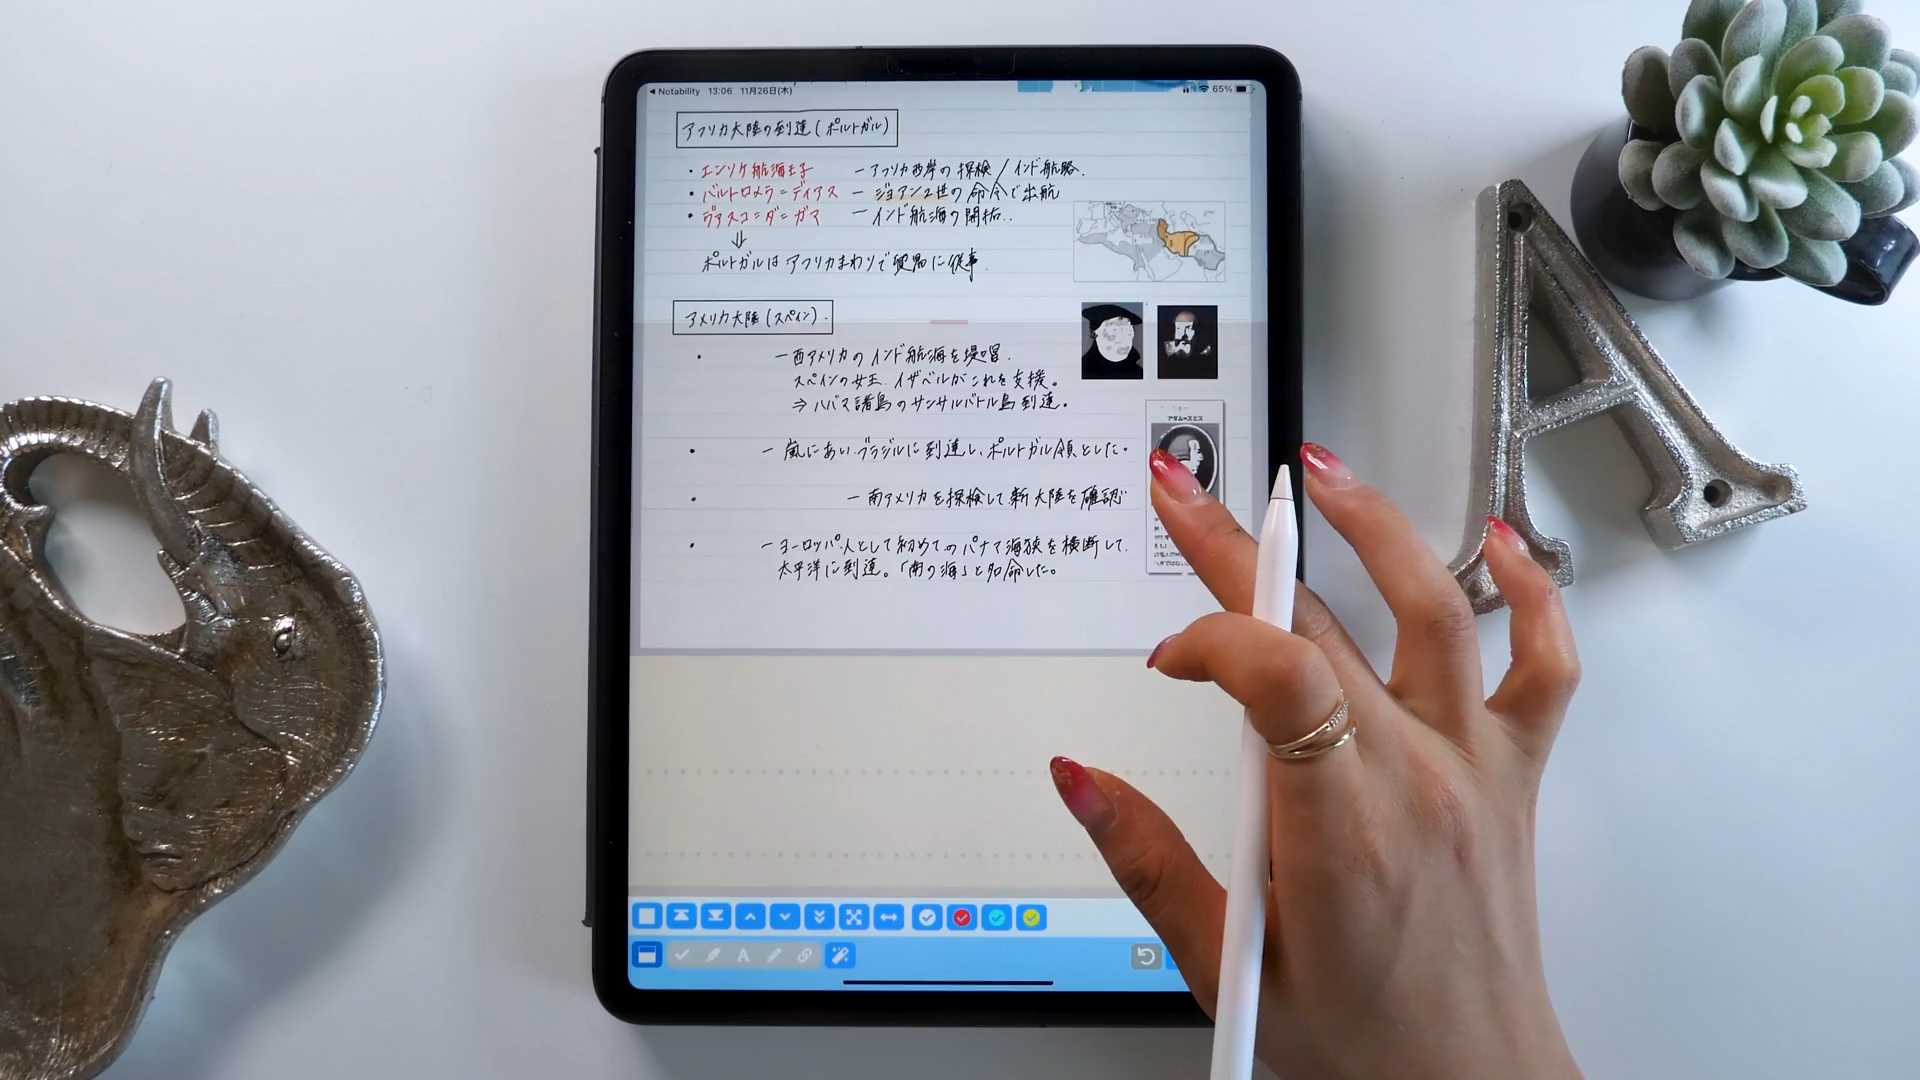 Notability 13:06 11月26日(木) 65%
アフリカ大陸の到達(ポルトガル)
・エンリケ航海王子 ーアフリカ西岸の探検/インド航路.
・バルトロメウ=ディアス ー ジョアン2世の命令で出航
・ヴァスコ=ダ=ガマ ーインド航海の開拓..
⇓
ポルトガルはアフリカまわりで貿易に従事.
アメリカ大陸(スペイン).
・ ー西アメリカのインド航海を提唱.
スペインの女王.イザベルがこれを支援。
⇒ハバマ諸島のサンサルバトル島到達。
・ ー嵐にあい.ブラジルに到達し、ポルトガル領とした.
・ ー南アメリカを探検して新大陸を確認
・ ーヨーロッパ人として初めてのパナマ海狭を横断して.
太平洋に到達。「南の海」と名命した。
アダム=スミス
A
A